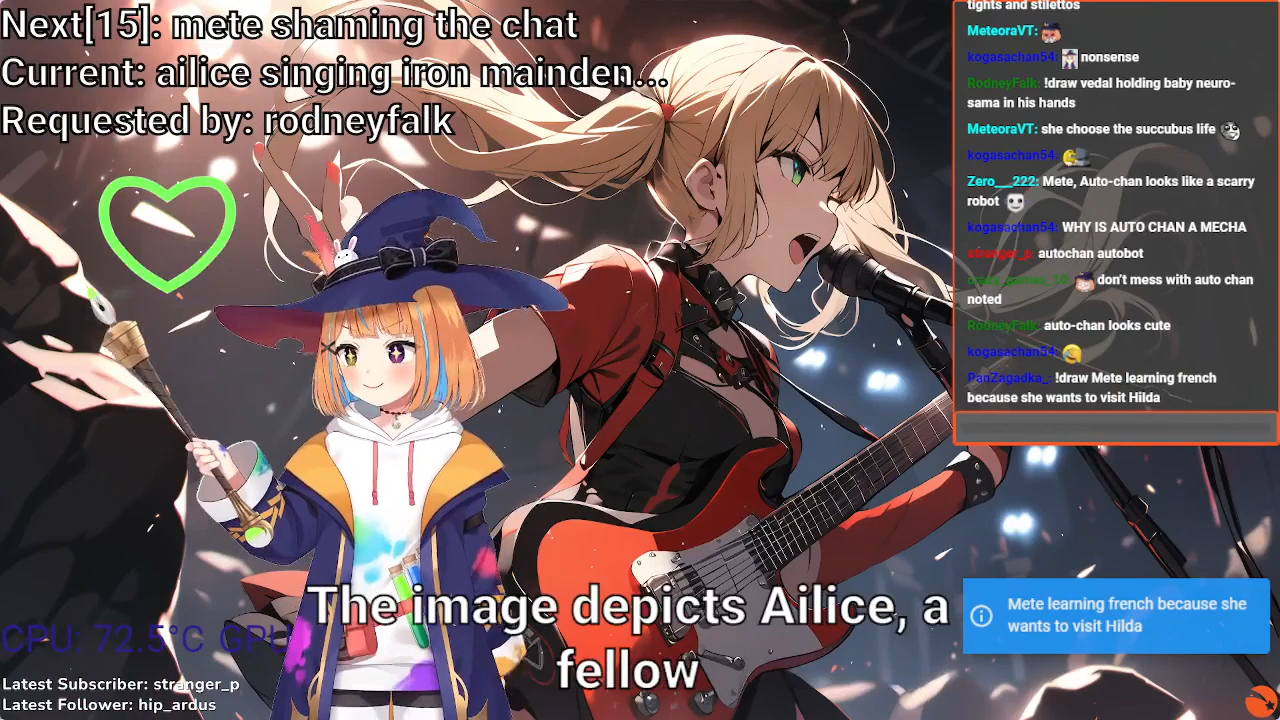 Next[15]: mete shaming the chat
Current: ailice singing iron mainden...
Requested by: rodneyfalk
tights and stilettos
MeteoraVT:
kogasachan54: nonsense
RodneyFalk: !draw vedal holding baby neuro-
sama in his hands
MeteoraVT: she choose the succubus life
kogasachan54:
Zero___222: Mete, Auto-chan looks like a scarry
robot
kogasachan54: WHY IS AUTO CHAN A MECHA
stranger_p: autochan autobot
don't mess with auto chan
noted
RodneyFalk: auto-chan looks cute
kogasachan54:
PanZagadka_: !draw Mete learning french
because she wants to visit Hilda
Mete learning french because she
wants to visit Hilda
The image depicts Ailice, a
fellow
CPU: 72.5°C GPU
Latest Subscriber: stranger_p
Latest Follower: hip_ardus